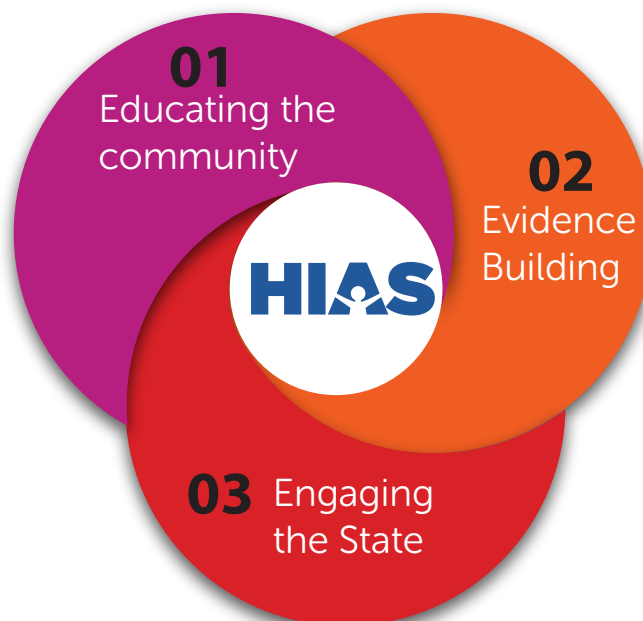 01
Educating the
community
02
Evidence
Building
HIAS
03 Engaging
the State